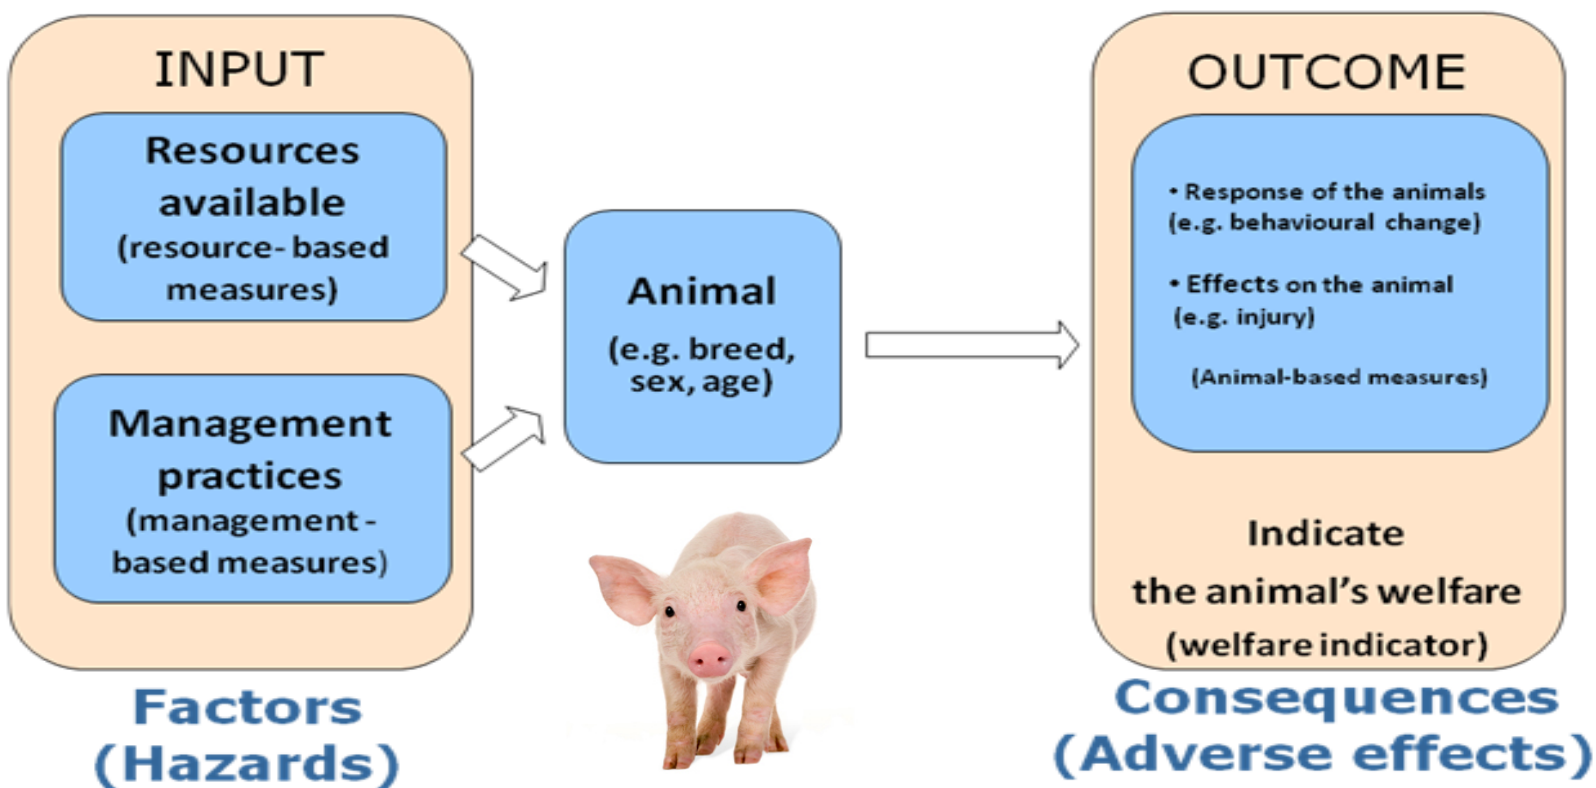 INPUT
Resources
available
(resource- based
measures)
Management
practices
(management -
based measures)
Factors
(Hazards)
Animal
(e.g. breed,
sex, age)
OUTCOME
• Response of the animals
(e.g. behavioural change)
• Effects on the animal
(e.g. injury)
(Animal-based measures)
Indicate
the animal’s welfare
(welfare indicator)
Consequences
(Adverse effects)